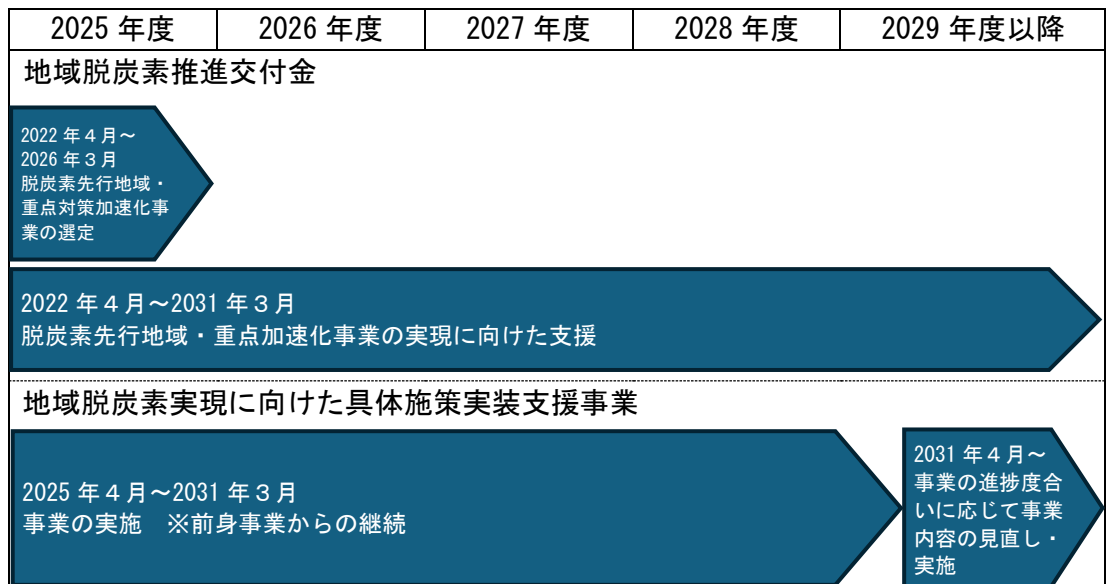 2025 年度 2026 年度 2027 年度 2028 年度 2029 年度以降
地域脱炭素推進交付金
2022 年４月～
2026 年３月
脱炭素先行地域・
重点対策加速化事
業の選定
2022 年４月～2031 年３月
脱炭素先行地域・重点加速化事業の実現に向けた支援
地域脱炭素実現に向けた具体施策実装支援事業
2025 年４月～2031 年３月
事業の実施　※前身事業からの継続
2031 年４月～
事業の進捗度合
いに応じて事業
内容の見直し・
実施